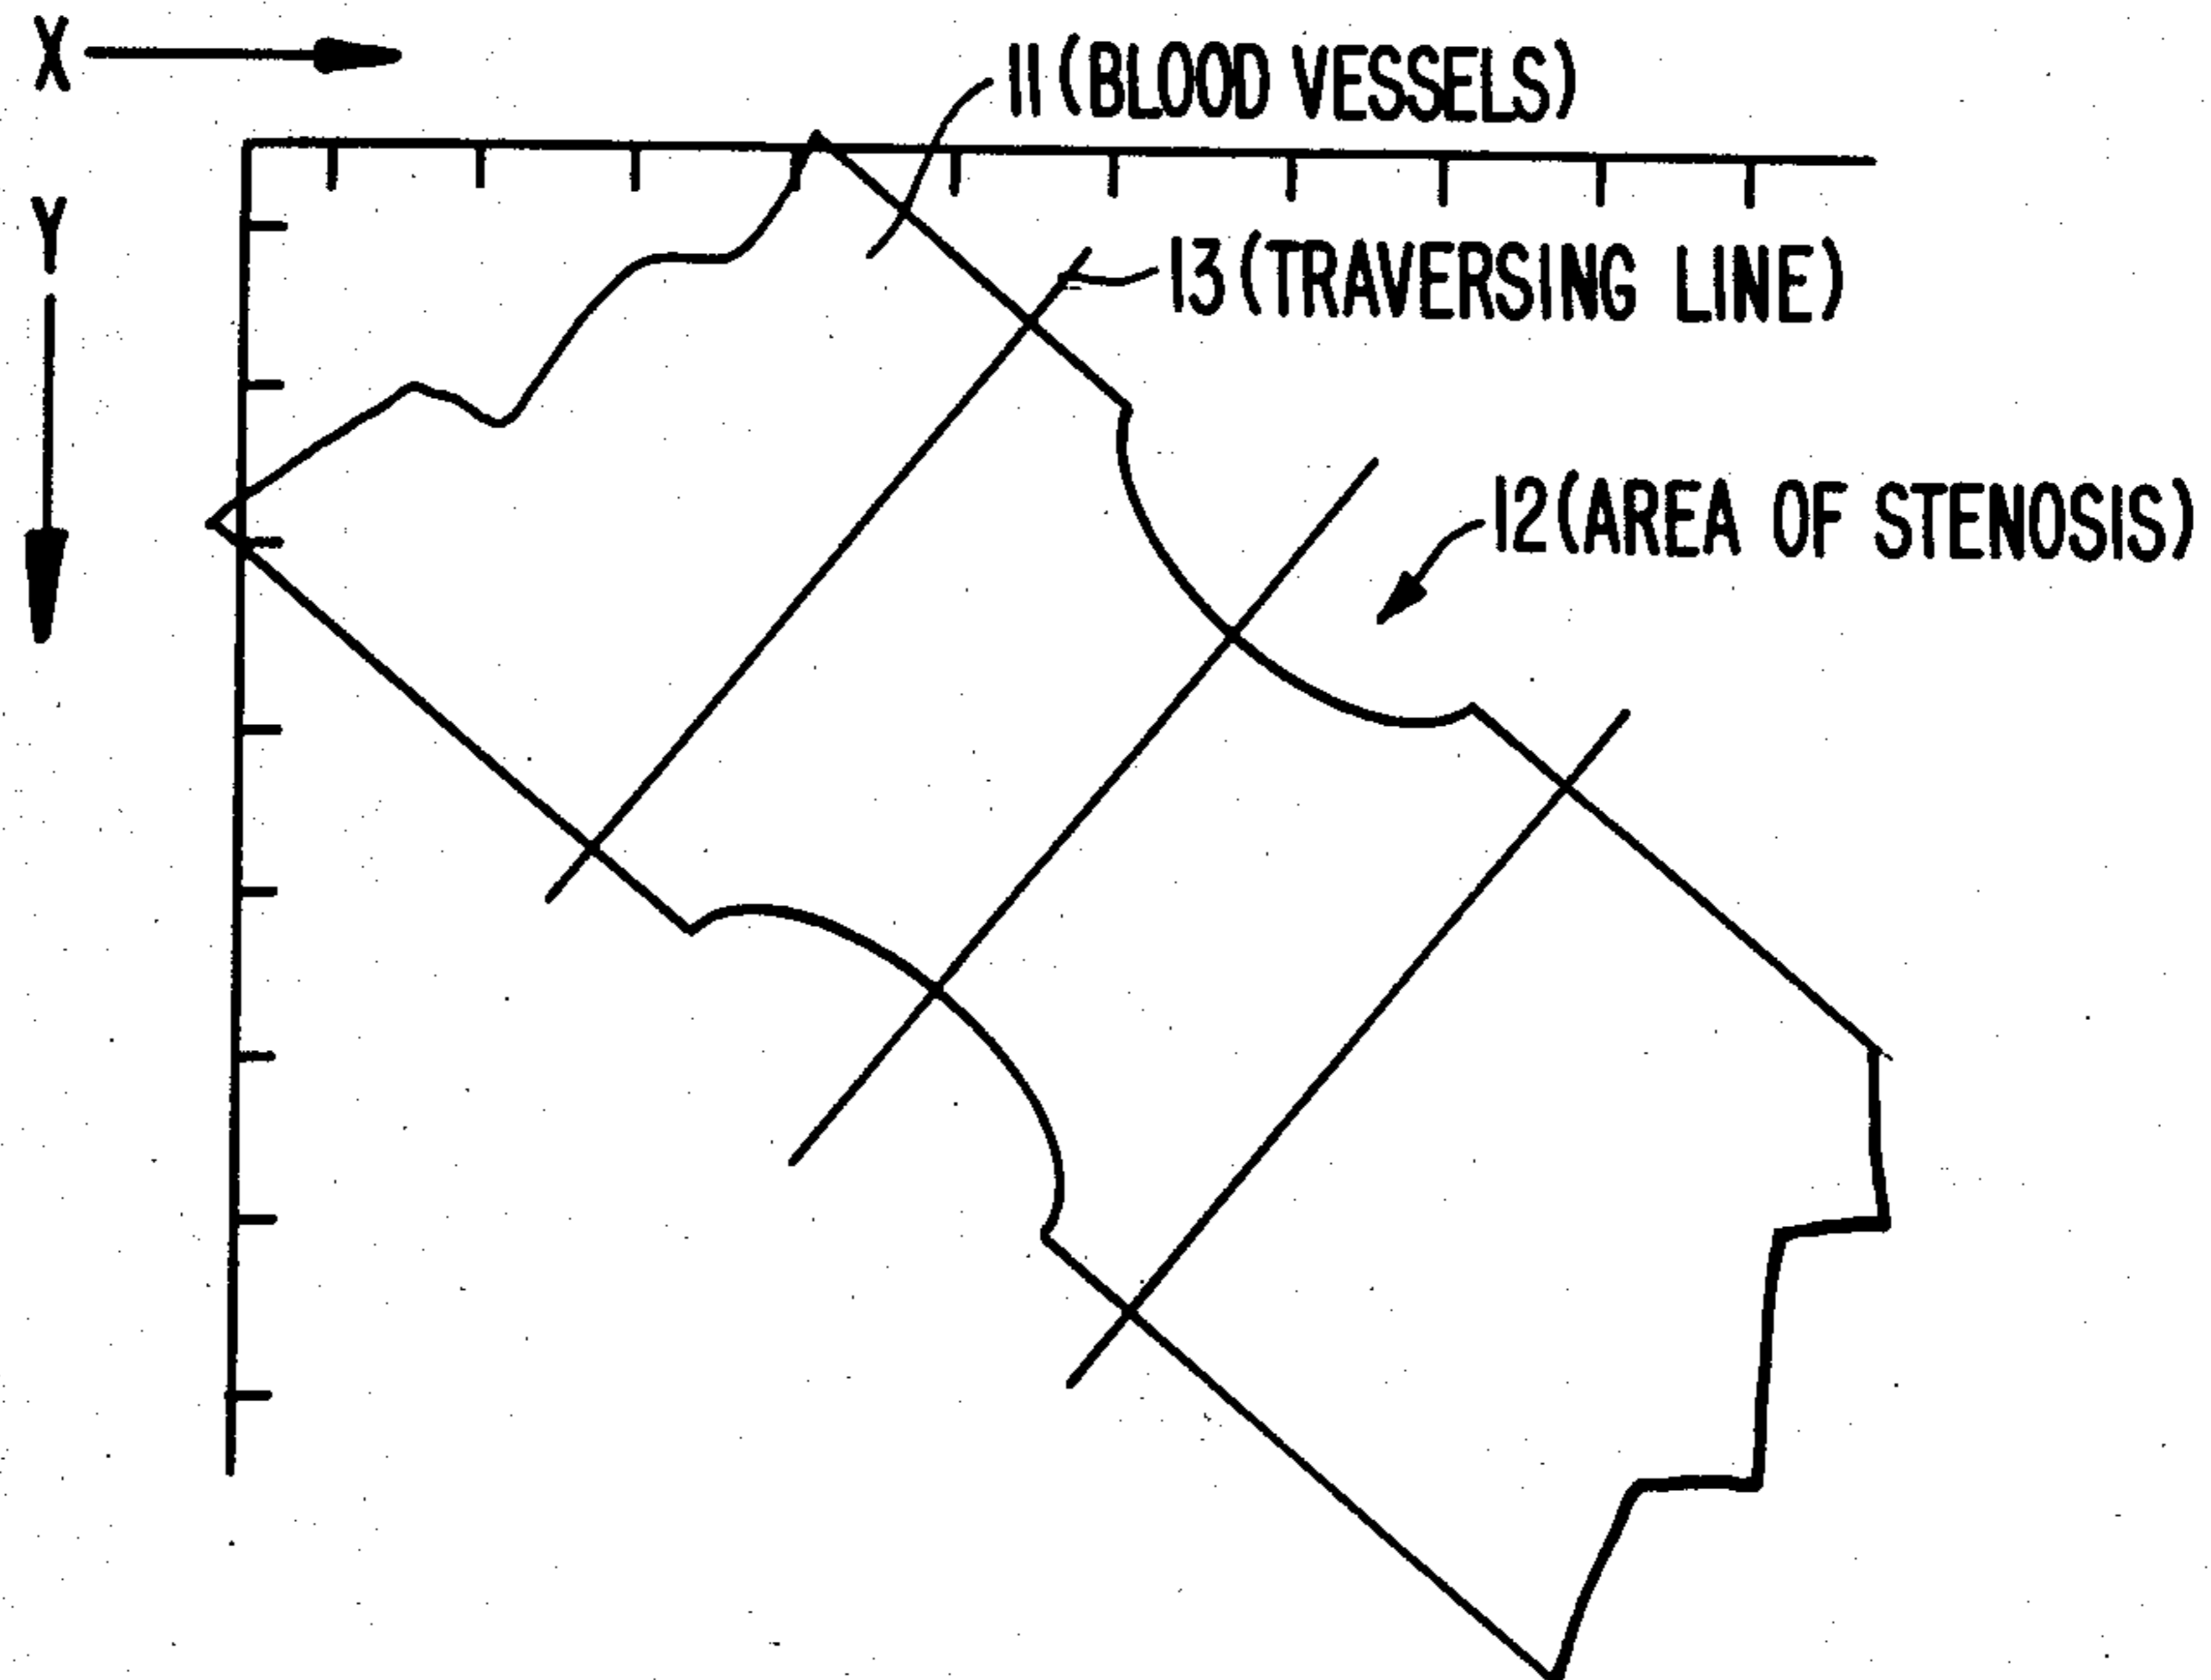 X
11(BLOOD VESSELS)
Y
13(TRAVERSING LINE)
12(AREA OF STENOSIS)